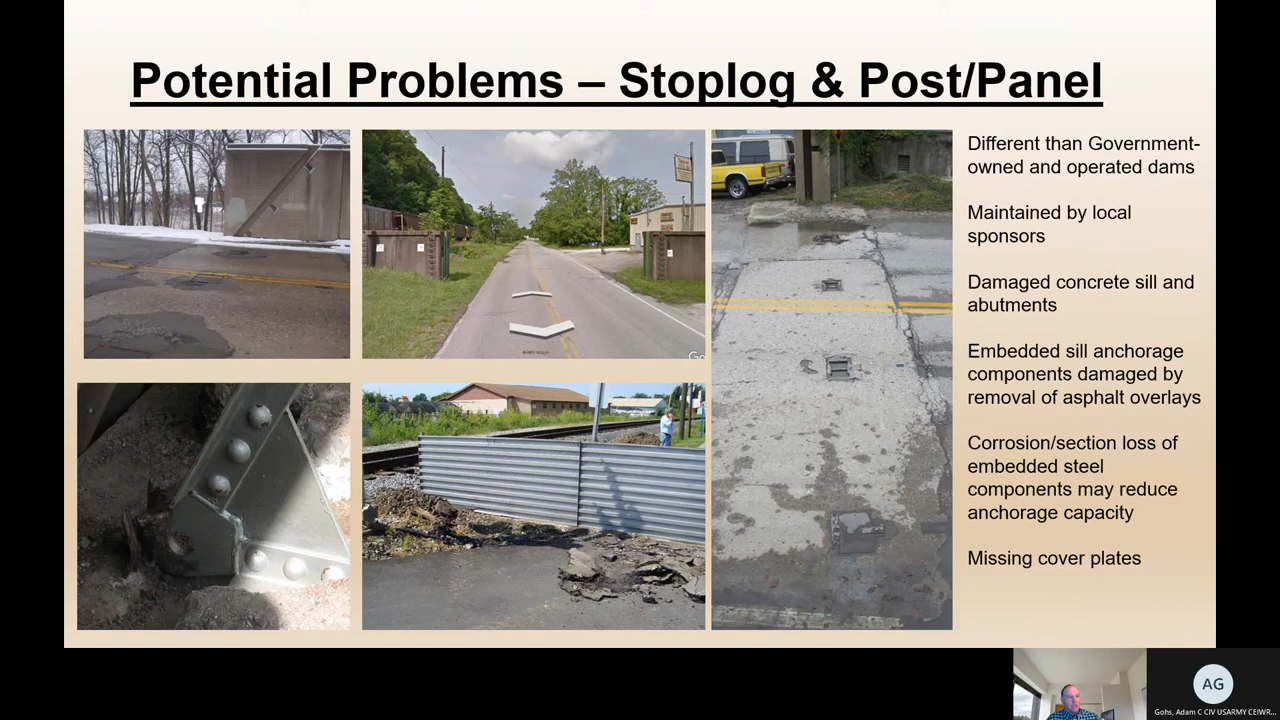 Potential Problems – Stoplog & Post/Panel
Different than Government-
owned and operated dams
Maintained by local
sponsors
Damaged concrete sill and
abutments
Embedded sill anchorage
components damaged by
removal of asphalt overlays
Corrosion/section loss of
embedded steel
components may reduce
anchorage capacity
Missing cover plates
Go
AG
Gohs, Adam C CIV USARMY CEIWR...